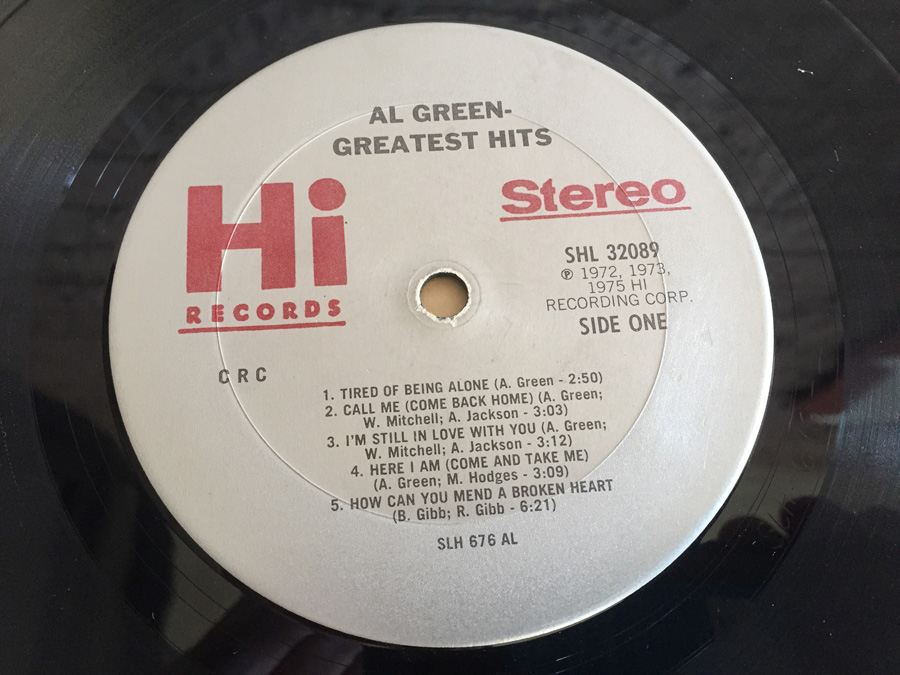 AL GREEN-
GREATEST HITS
Hi
RECORDS
Stereo
SHL 32089
℗ 1972, 1973,
1975 HI
RECORDING CORP.
SIDE ONE
C R C
1. TIRED OF BEING ALONE (A. Green - 2:50)
2. CALL ME (COME BACK HOME) (A. Green;
W. Mitchell; A. Jackson - 3:03)
3. I'M STILL IN LOVE WITH YOU (A. Green;
W. Mitchell; A. Jackson - 3:12)
4. HERE I AM (COME AND TAKE ME)
(A. Green; M. Hodges - 3:09)
5. HOW CAN YOU MEND A BROKEN HEART
(B. Gibb; R. Gibb - 6:21)
SLH 676 AL